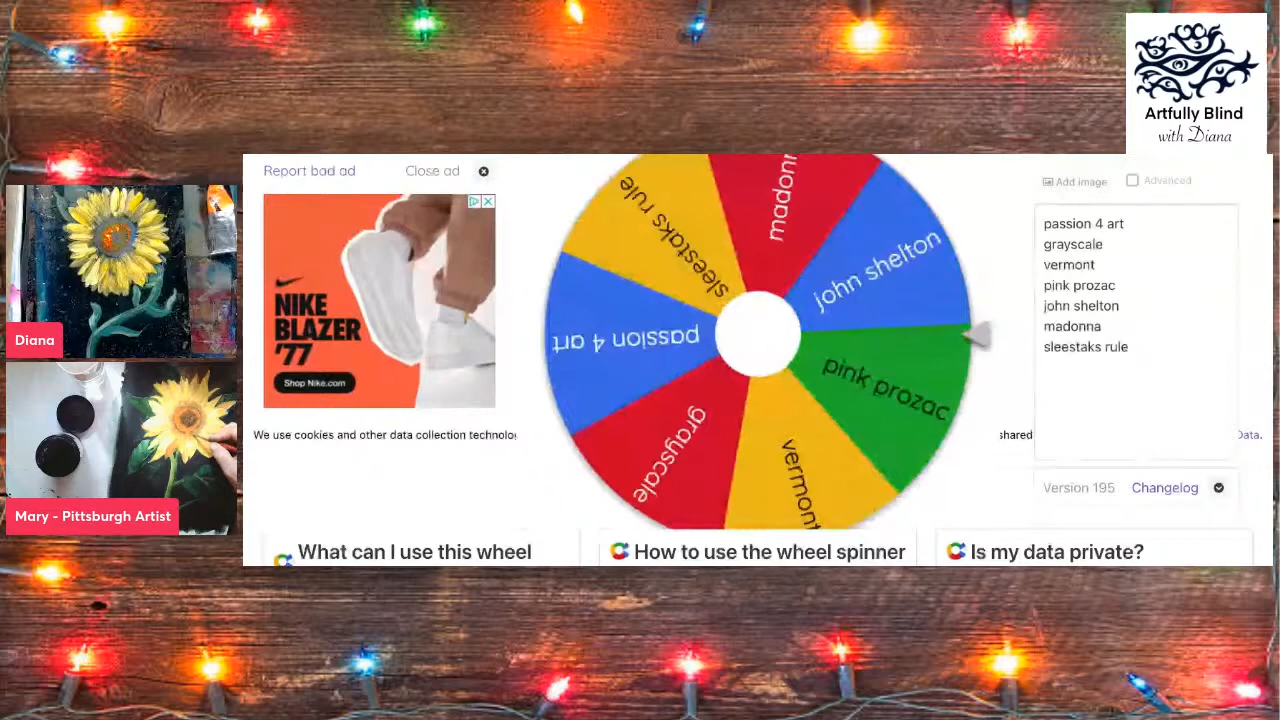 Artfully Blind
with Diana
Report bad ad
Close ad
NIKE
BLAZER
'77
Shop Nike.com
We use cookies and other data collection technolo
madonn
john shelton
pink prozac
vermont
grayscale
passion 4 art
sleestaks rule
Add image
Advanced
passion 4 art
grayscale
vermont
pink prozac
john shelton
madonna
sleestaks rule
shared
Data.
Version 195 Changelog
What can I use this wheel
How to use the wheel spinner
Is my data private?
Diana
Mary - Pittsburgh Artist